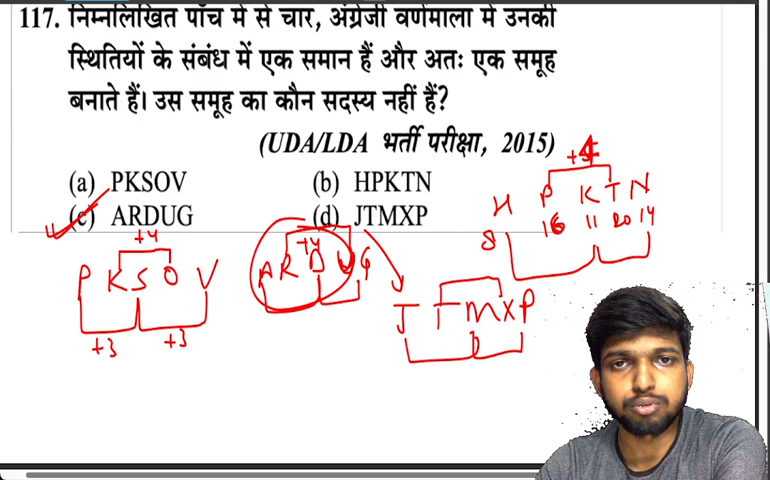 117. निम्नलिखित पाँच में से चार, अंग्रेजी वर्णमाला में उनकी
स्थितियों के संबंध में एक समान हैं और अतः एक समूह
बनाते हैं। उस समूह का कौन सदस्य नहीं हैं?
(UDA/LDA भर्ती परीक्षा, 2015)
(a) PKSOV (b) HPKTN
(c) ARDUG (d) JTMXP
+4
H P K T N
8 16 11 20 14
+4
P K S O V
+3 +3
+4
A R D U G
J T M X P